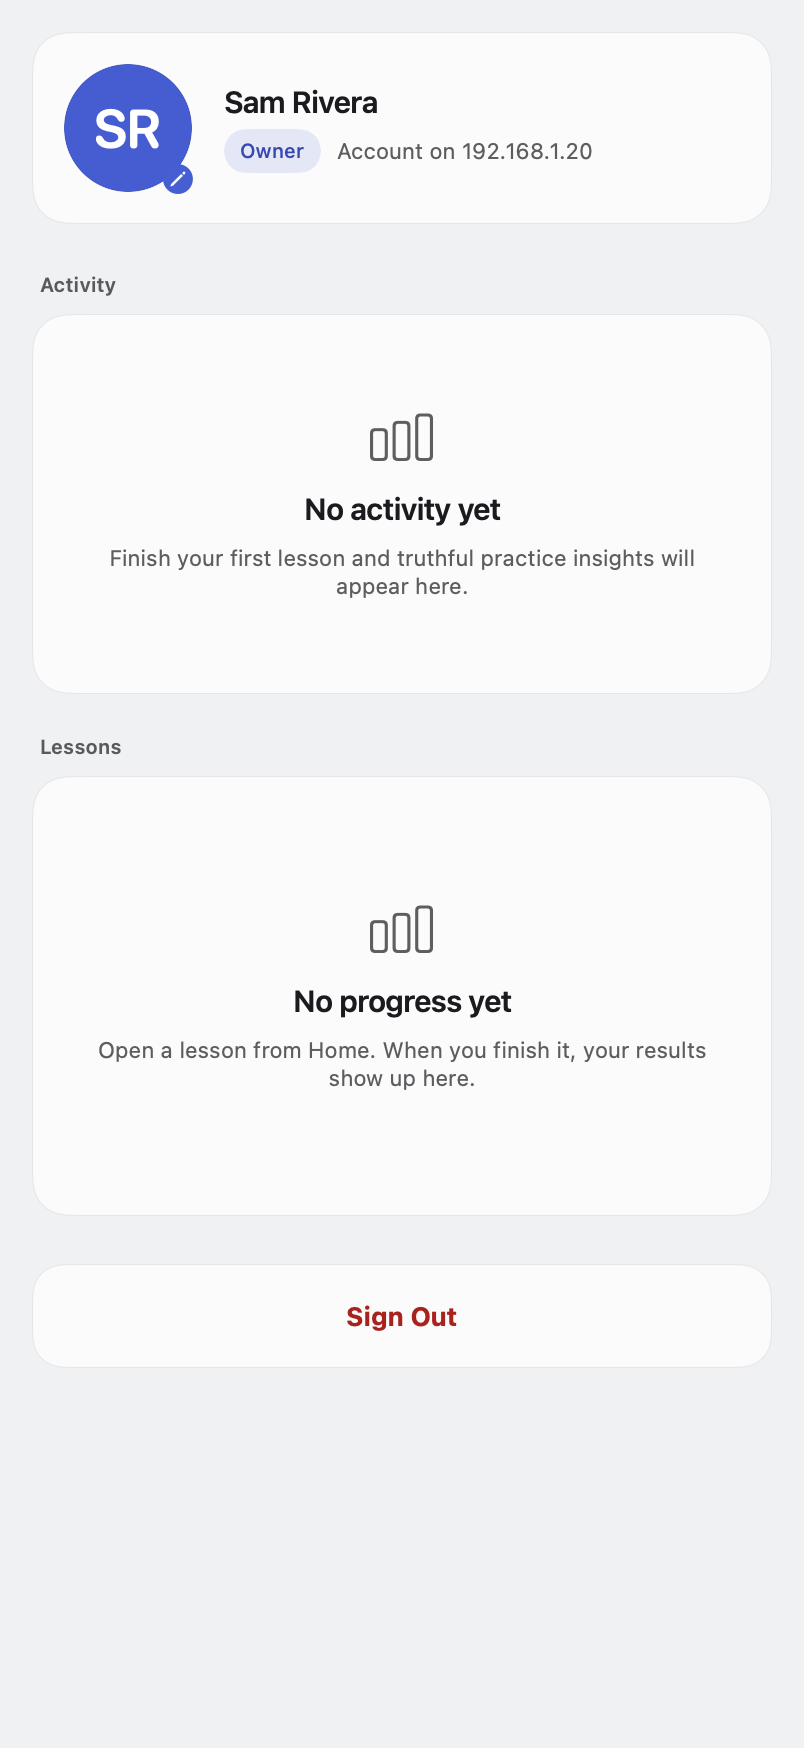 SR
Sam Rivera
Owner Account on 192.168.1.20
Activity
No activity yet
Finish your first lesson and truthful practice insights will
appear here.
Lessons
No progress yet
Open a lesson from Home. When you finish it, your results
show up here.
Sign Out